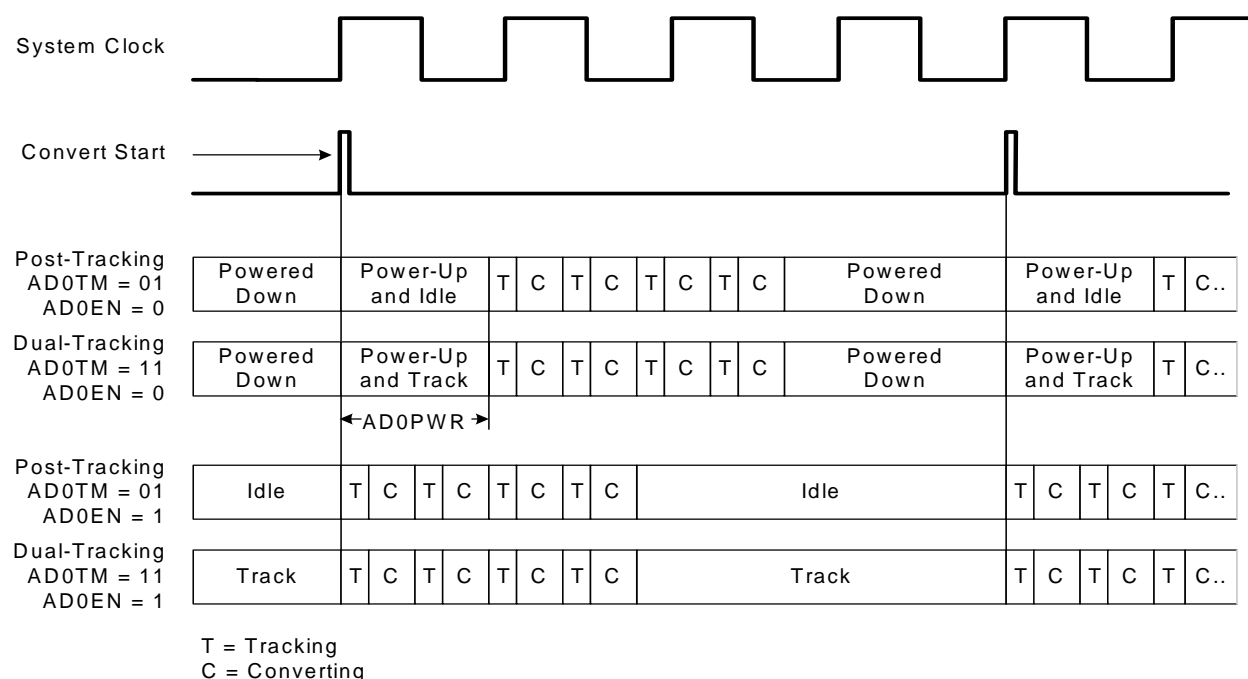 System Clock
Convert Start
Post-Tracking
AD0TM = 01
AD0EN = 0
Powered Down
Power-Up and Idle
T C T C T C T C
Powered Down
Power-Up and Idle
T C..
Dual-Tracking
AD0TM = 11
AD0EN = 0
Powered Down
Power-Up and Track
T C T C T C T C
Powered Down
Power-Up and Track
T C..
AD0PWR
Post-Tracking
AD0TM = 01
AD0EN = 1
Idle
T C T C T C T C
Idle
T C T C T C..
Dual-Tracking
AD0TM = 11
AD0EN = 1
Track
T C T C T C T C
Track
T C T C T C..
T = Tracking
C = Converting